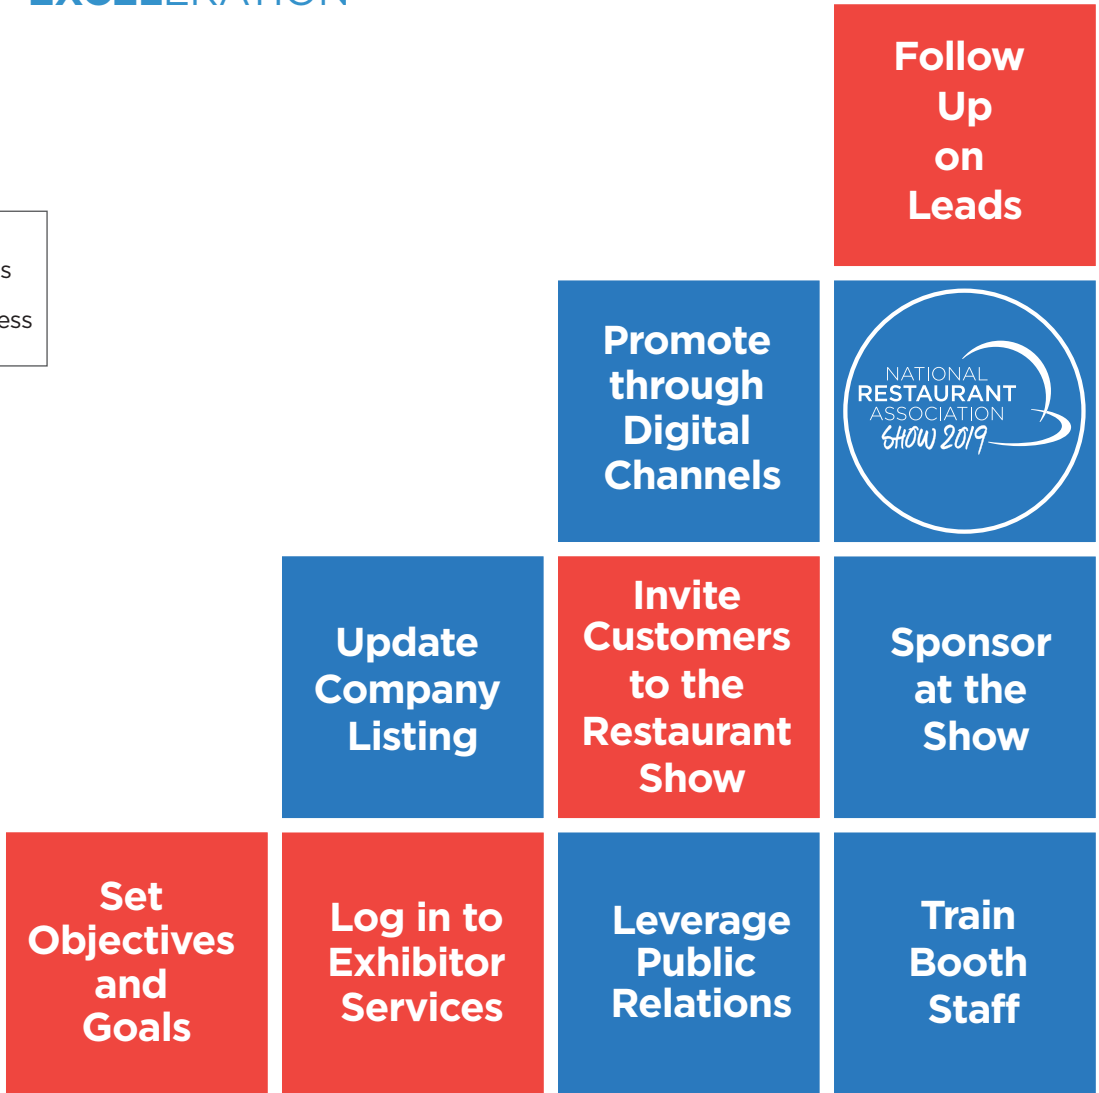 Follow
Up
on
Leads
Promote
through
Digital
Channels
NATIONAL
RESTAURANT
ASSOCIATION
SHOW 2019
Update
Company
Listing
Invite
Customers
to the
Restaurant
Show
Sponsor
at the
Show
Set
Objectives
and
Goals
Log in to
Exhibitor
Services
Leverage
Public
Relations
Train
Booth
Staff